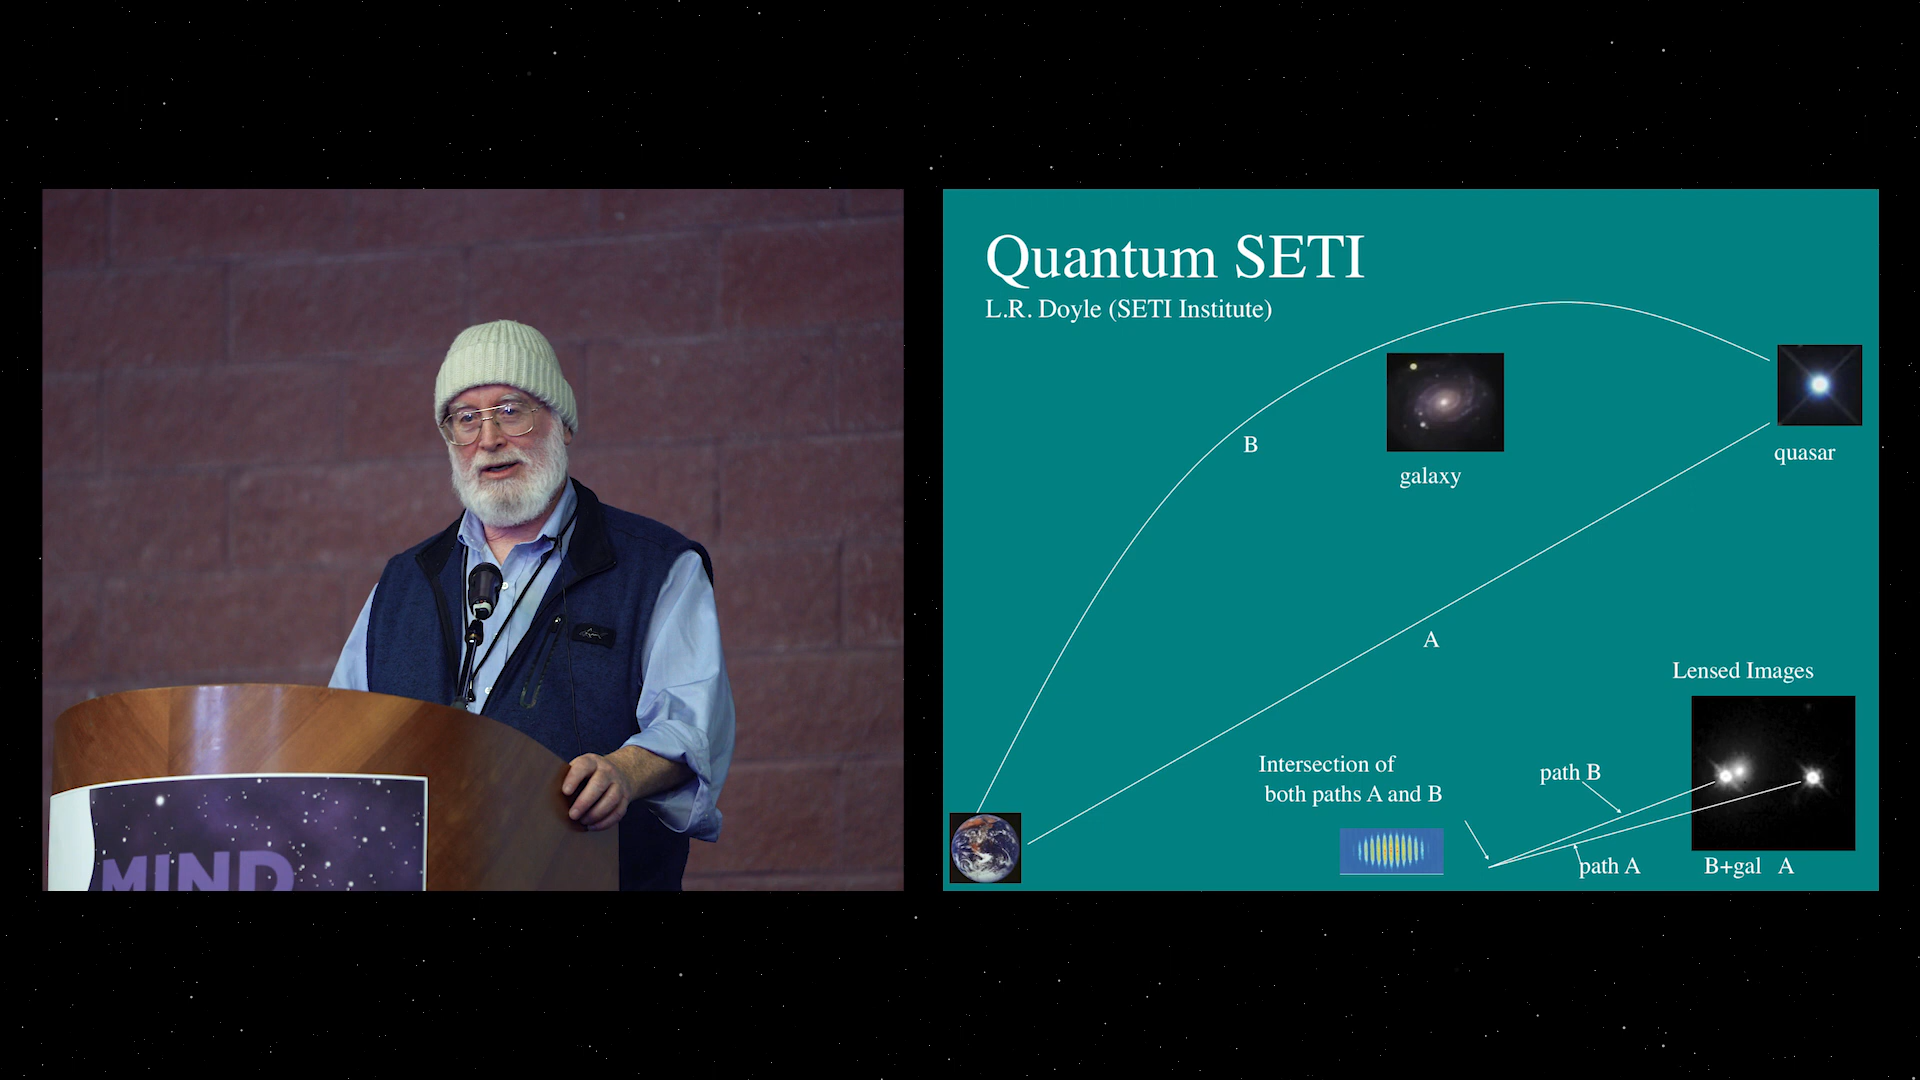 MIND
Quantum SETI
L.R. Doyle (SETI Institute)
B
galaxy
quasar
A
Lensed Images
Intersection of
both paths A and B
path B
path A
B+gal A